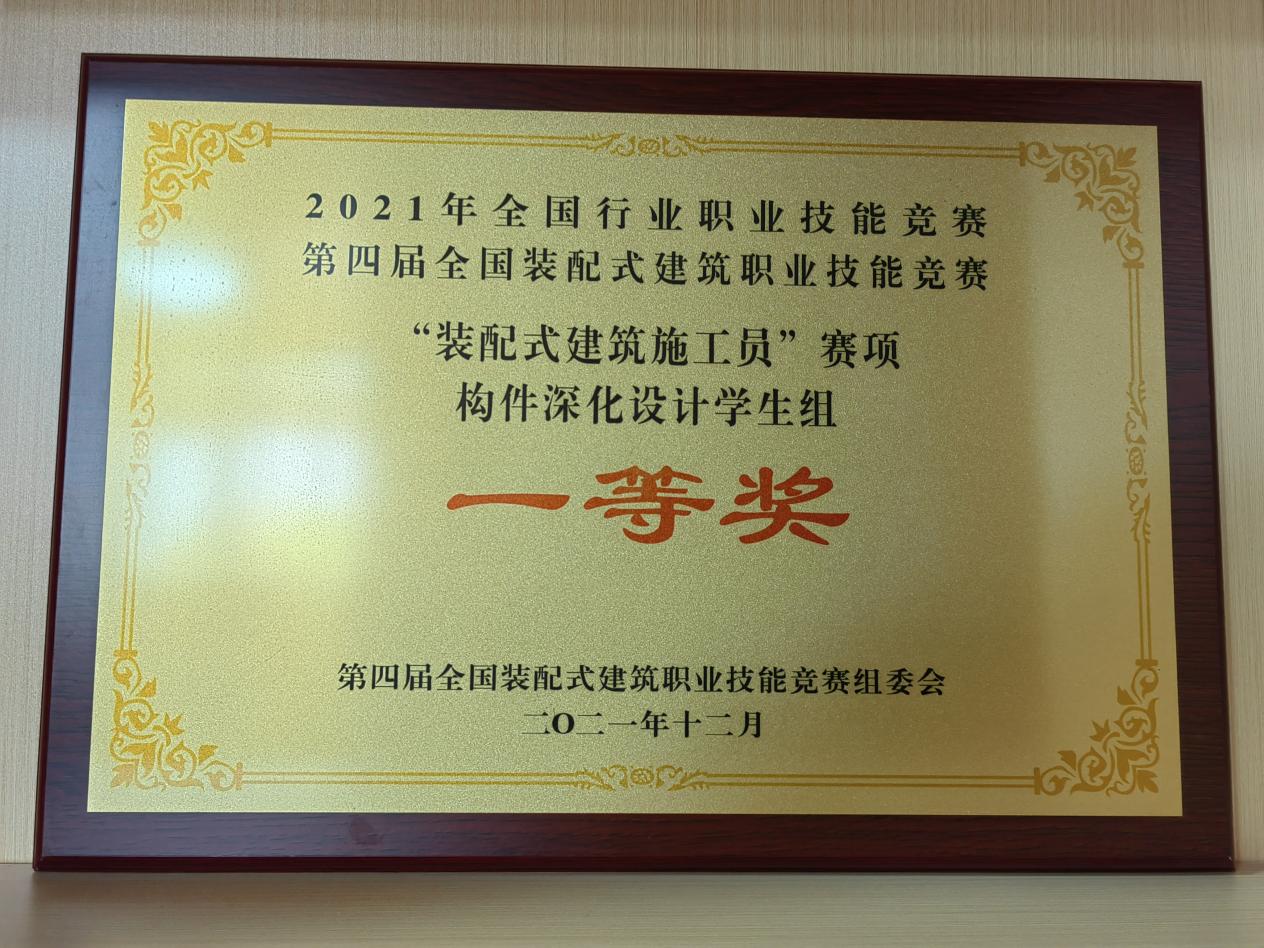 2021年全国行业职业技能竞赛
第四届全国装配式建筑职业技能竞赛
“装配式建筑施工员”赛项
构件深化设计学生组
一等奖
第四届全国装配式建筑职业技能竞赛组委会
二O二一年十二月